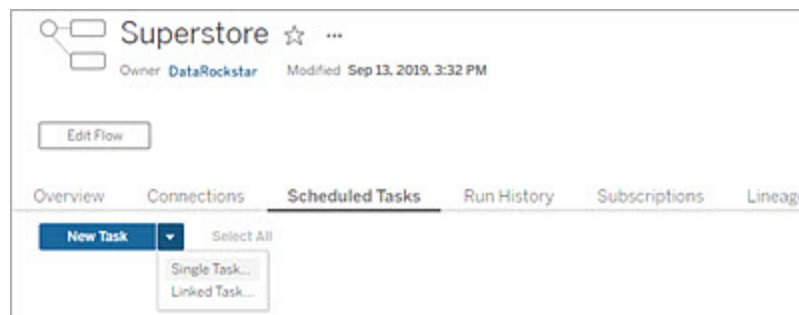 Superstore ...
Owner DataRockstar Modified Sep 13, 2019, 3:32 PM
Edit Flow
Overview Connections Scheduled Tasks Run History Subscriptions Lineage
New Task Select All
Single Task...
Linked Task...